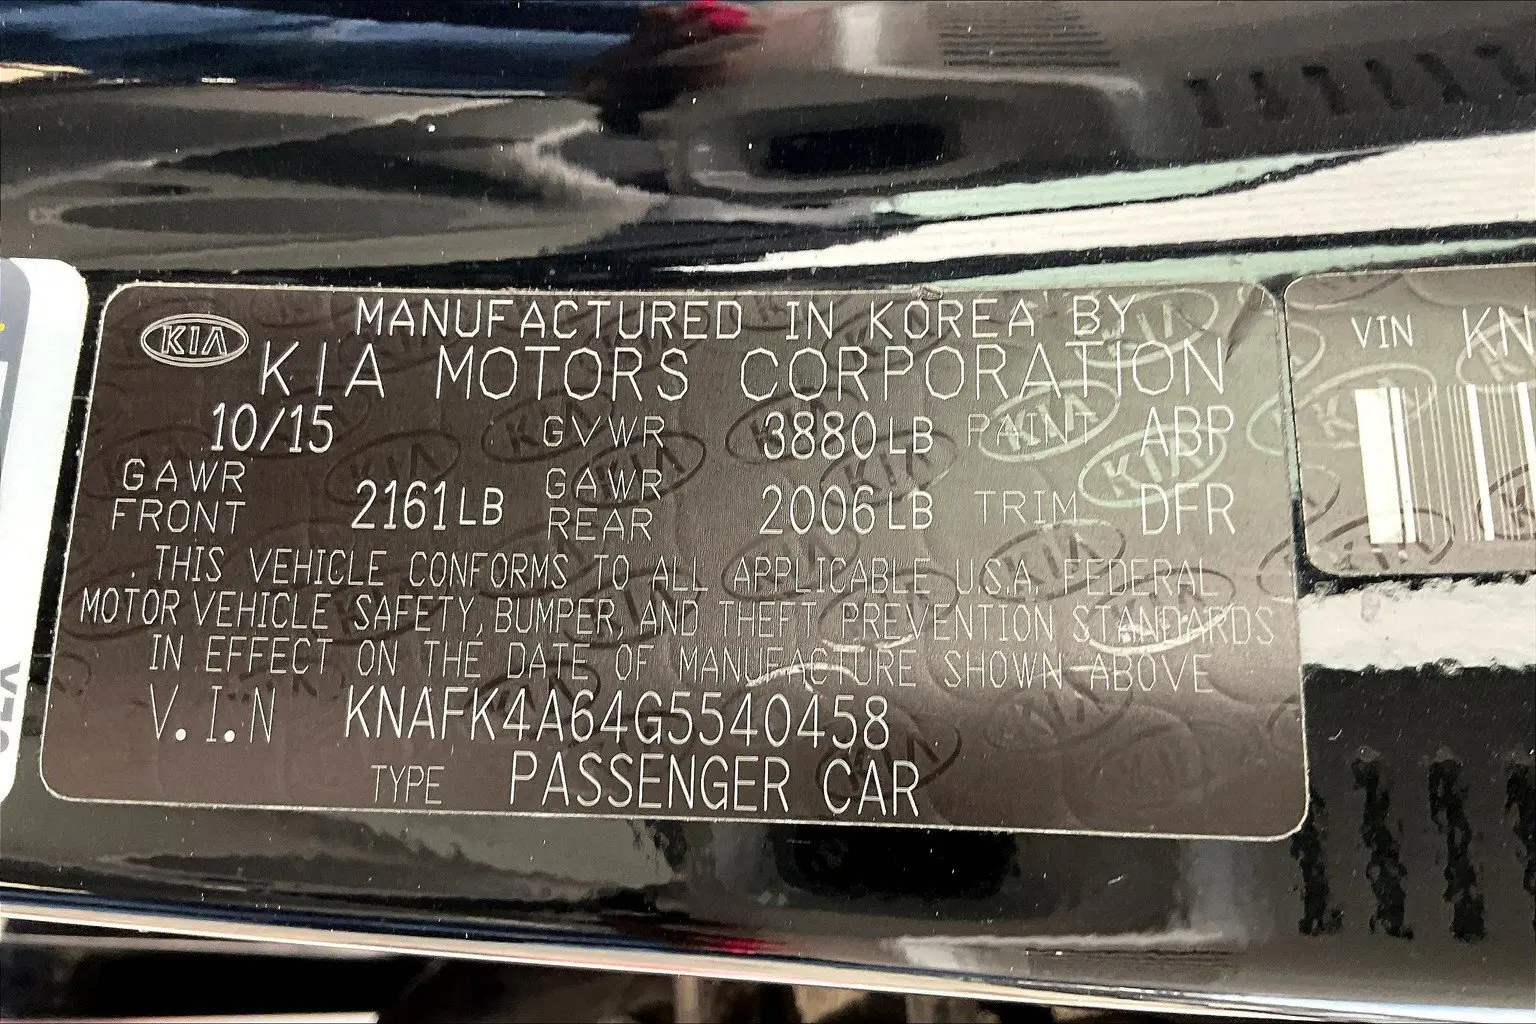 KIA
MANUFACTURED IN KOREA BY
KIA MOTORS CORPORATION
10/15 GVWR 3880LB PAINT ABP
GAWR FRONT 2161LB GAWR REAR 2006LB TRIM DFR
THIS VEHICLE CONFORMS TO ALL APPLICABLE U.S.A. FEDERAL
MOTOR VEHICLE SAFETY, BUMPER, AND THEFT PREVENTION STANDARDS
IN EFFECT ON THE DATE OF MANUFACTURE SHOWN ABOVE
V.I.N KNAFK4A64G5540458
TYPE PASSENGER CAR
VIN KN